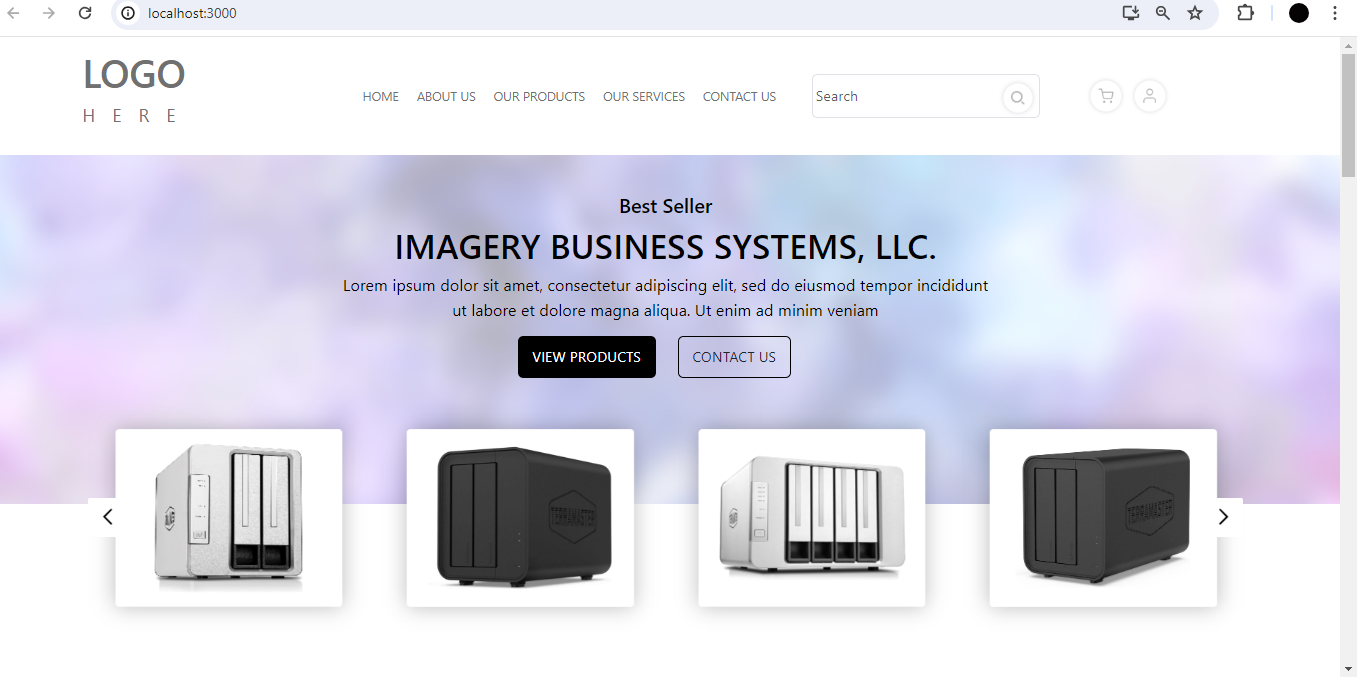 localhost:3000
LOGO
HERE
HOME ABOUT US OUR PRODUCTS OUR SERVICES CONTACT US Search
Best Seller
IMAGERY BUSINESS SYSTEMS, LLC.
Lorem ipsum dolor sit amet, consectetur adipiscing elit, sed do eiusmod tempor incididunt
ut labore et dolore magna aliqua. Ut enim ad minim veniam
VIEW PRODUCTS CONTACT US
TERRAMASTER TERRAMASTER